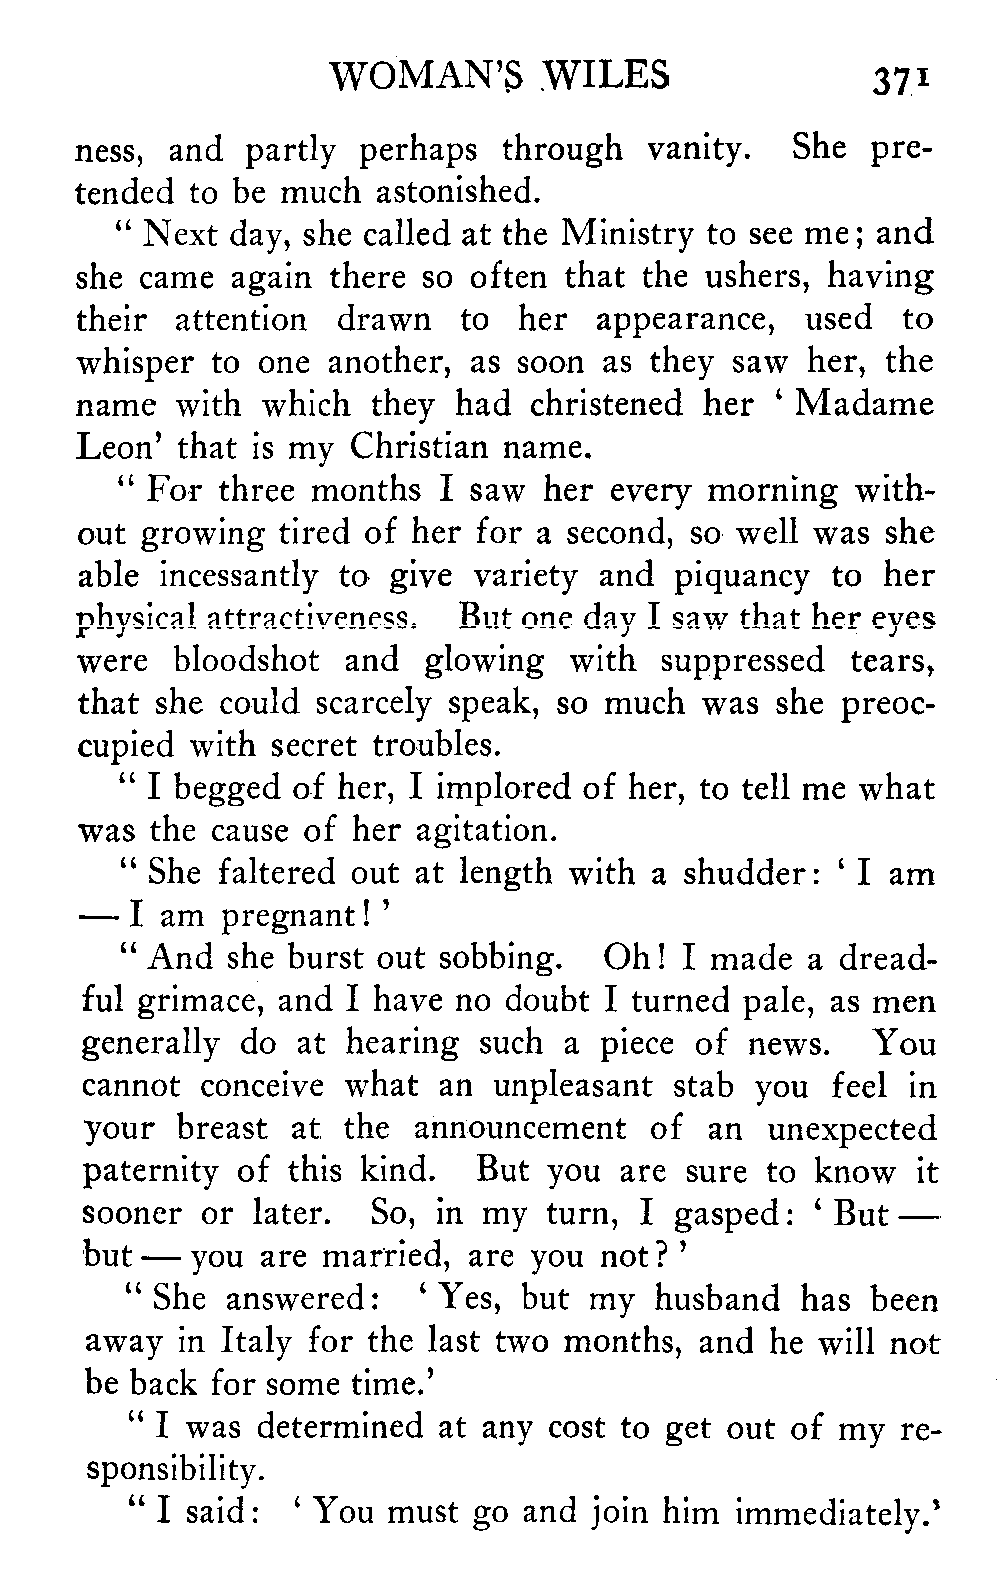 WOMAN'S WILES 371
ness, and partly perhaps through vanity. She pre-
tended to be much astonished.
" Next day, she called at the Ministry to see me; and
she came again there so often that the ushers, having
their attention drawn to her appearance, used to
whisper to one another, as soon as they saw her, the
name with which they had christened her ' Madame
Leon' that is my Christian name.
" For three months I saw her every morning with-
out growing tired of her for a second, so well was she
able incessantly to give variety and piquancy to her
physical attractiveness. But one day I saw that her eyes
were bloodshot and glowing with suppressed tears,
that she could scarcely speak, so much was she preoc-
cupied with secret troubles.
" I begged of her, I implored of her, to tell me what
was the cause of her agitation.
" She faltered out at length with a shudder: ' I am
— I am pregnant! '
" And she burst out sobbing. Oh! I made a dread-
ful grimace, and I have no doubt I turned pale, as men
generally do at hearing such a piece of news. You
cannot conceive what an unpleasant stab you feel in
your breast at the announcement of an unexpected
paternity of this kind. But you are sure to know it
sooner or later. So, in my turn, I gasped: ' But —
but — you are married, are you not? '
" She answered: ' Yes, but my husband has been
away in Italy for the last two months, and he will not
be back for some time.'
" I was determined at any cost to get out of my re-
sponsibility.
" I said: ' You must go and join him immediately.'